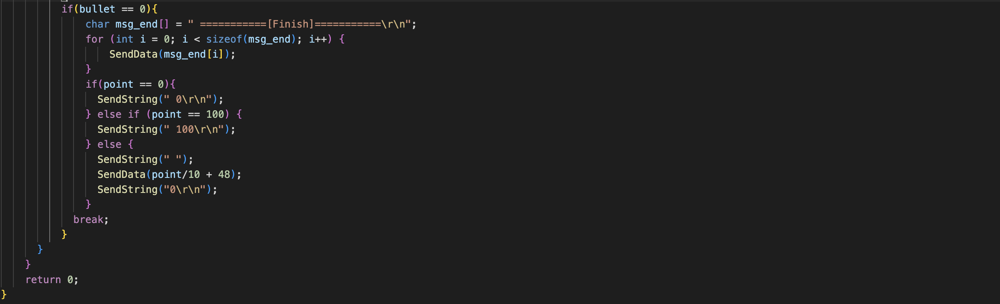 if(bullet == 0){
char msg_end[] = " ===========[Finish]===========\r\n";
for (int i = 0; i < sizeof(msg_end); i++) {
SendData(msg_end[i]);
}
if(point == 0){
SendString(" 0\r\n");
} else if (point == 100) {
SendString(" 100\r\n");
} else {
SendString(" ");
SendData(point/10 + 48);
SendString("0\r\n");
}
break;
}
}
}
return 0;
}